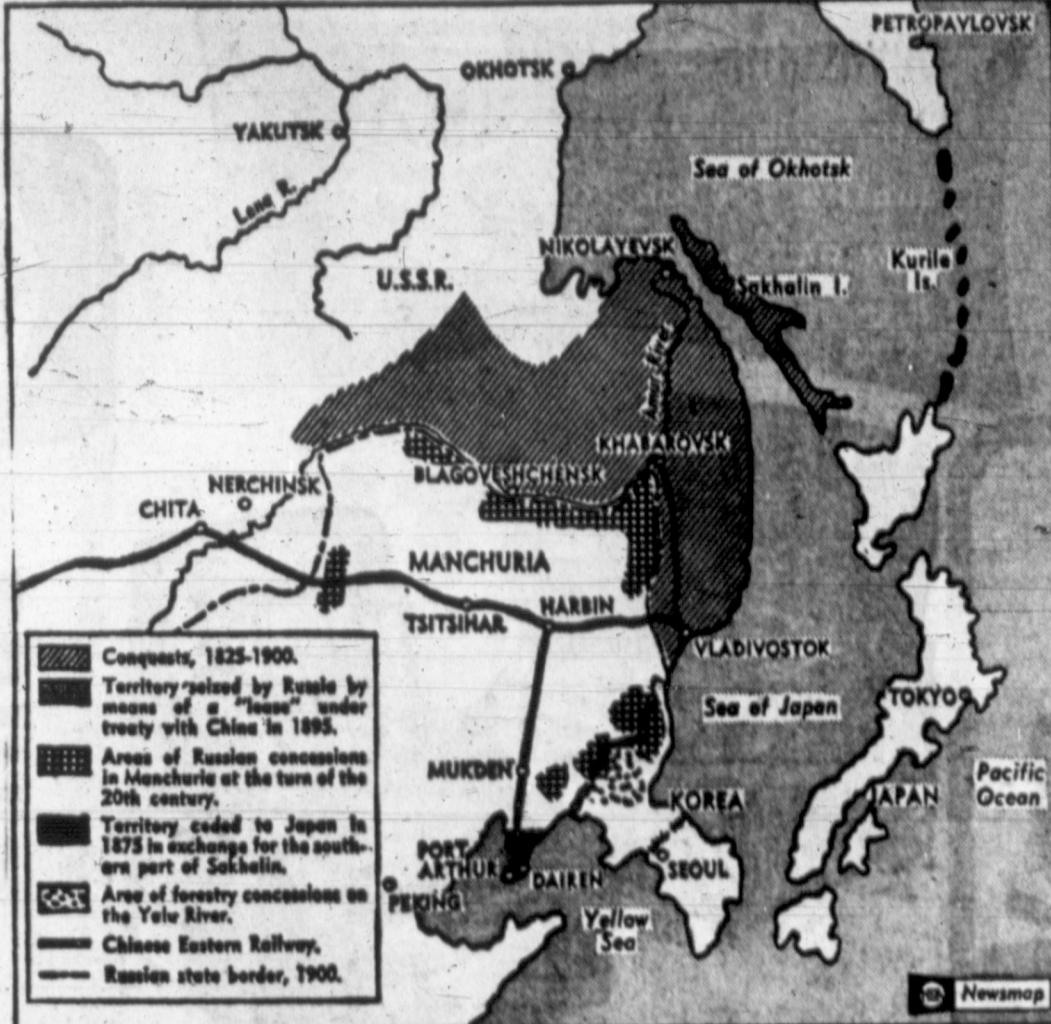 PETROPAVLOVSK
OKHOTSK
YAKUTSK
Sea of Okhotsk
Lena R.
NIKOLAYEVSK
Kurile
Is.
U.S.S.R.
Sakhalin I.
Amur River
KHABAROVSK
BLAGOVESHCHENSK
NERCHINSK
CHITA
MANCHURIA
HARBIN
TSITSIHAR
VLADIVOSTOK
Conquests, 1825-1900.
Territory seized by Russia by
means of a "lease" under
treaty with China in 1895.
Areas of Russian concessions
in Manchuria at the turn of the
20th century.
Territory ceded to Japan in
1875 in exchange for the south-
ern part of Sakhalin.
Area of forestry concessions on
the Yalu River.
Chinese Eastern Railway.
Russian state border, 1900.
TOKYO
Sea of Japan
MUKDEN
Pacific
Ocean
KOREA
JAPAN
PORT
ARTHUR
DAIREN
SEOUL
PEKING
Yellow
Sea
Newsmap